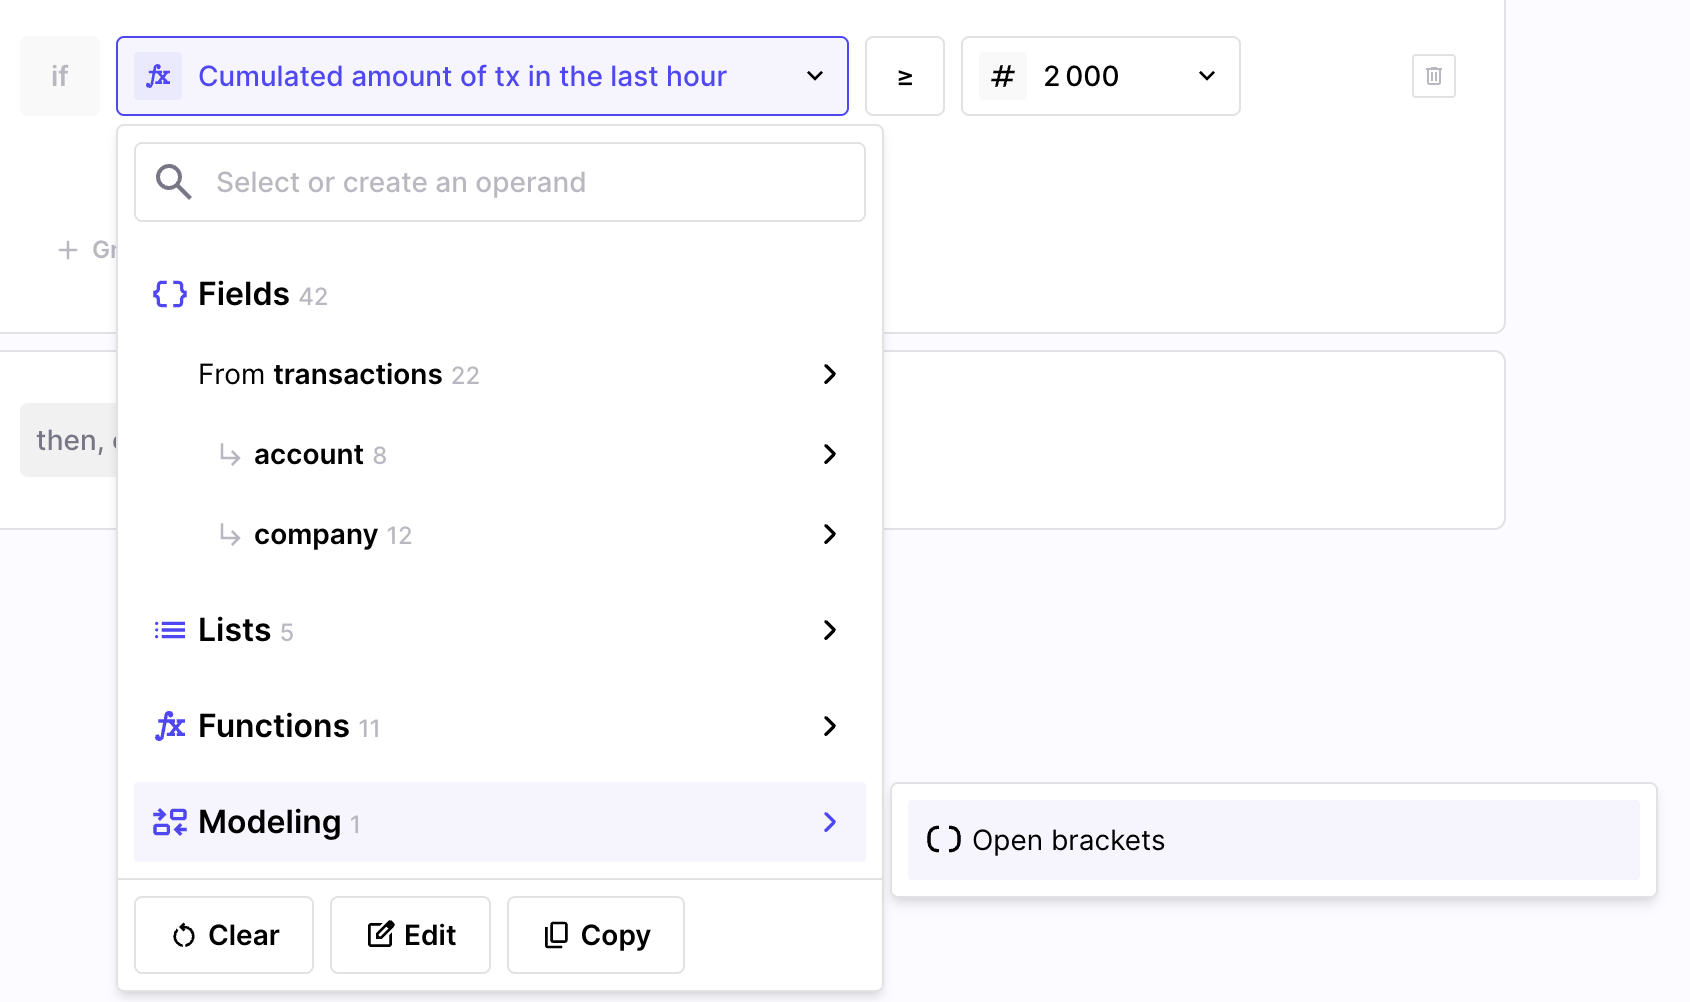 if fx Cumulated amount of tx in the last hour ≥ # 2 000
Select or create an operand
+
{} Fields 42
From transactions 22
then,
account 8
company 12
Lists 5
fx Functions 11
Modeling 1
() Open brackets
Clear Edit Copy